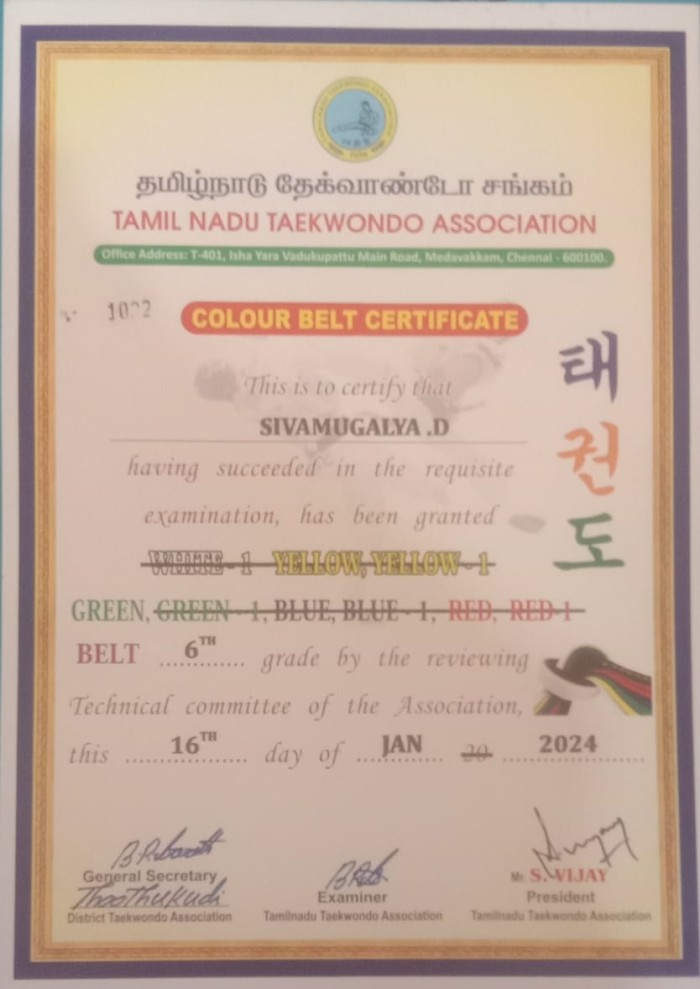 தமிழ்நாடு தேக்வாண்டோ சங்கம்
TAMIL NADU TAEKWONDO ASSOCIATION
Office Address: T-401, Isha Yara Vadukupattu Main Road, Medavakkam, Chennai - 600100.
COLOUR BELT CERTIFICATE
태
권
도
This is to certify that
SIVAMUGALYA .D
having succeeded in the requisite
examination, has been granted
WHITE - 1 YELLOW, YELLOW - 1
GREEN, GREEN - 1, BLUE, BLUE - 1, RED, RED-1
BELT 6TH grade by the reviewing
Technical committee of the Association,
this 16TH day of JAN 20 2024
General Secretary
Thoothukudi
District Taekwondo Association
Examiner
Tamilnadu Taekwondo Association
Mr. S. VIJAY
President
Tamilnadu Taekwondo Association